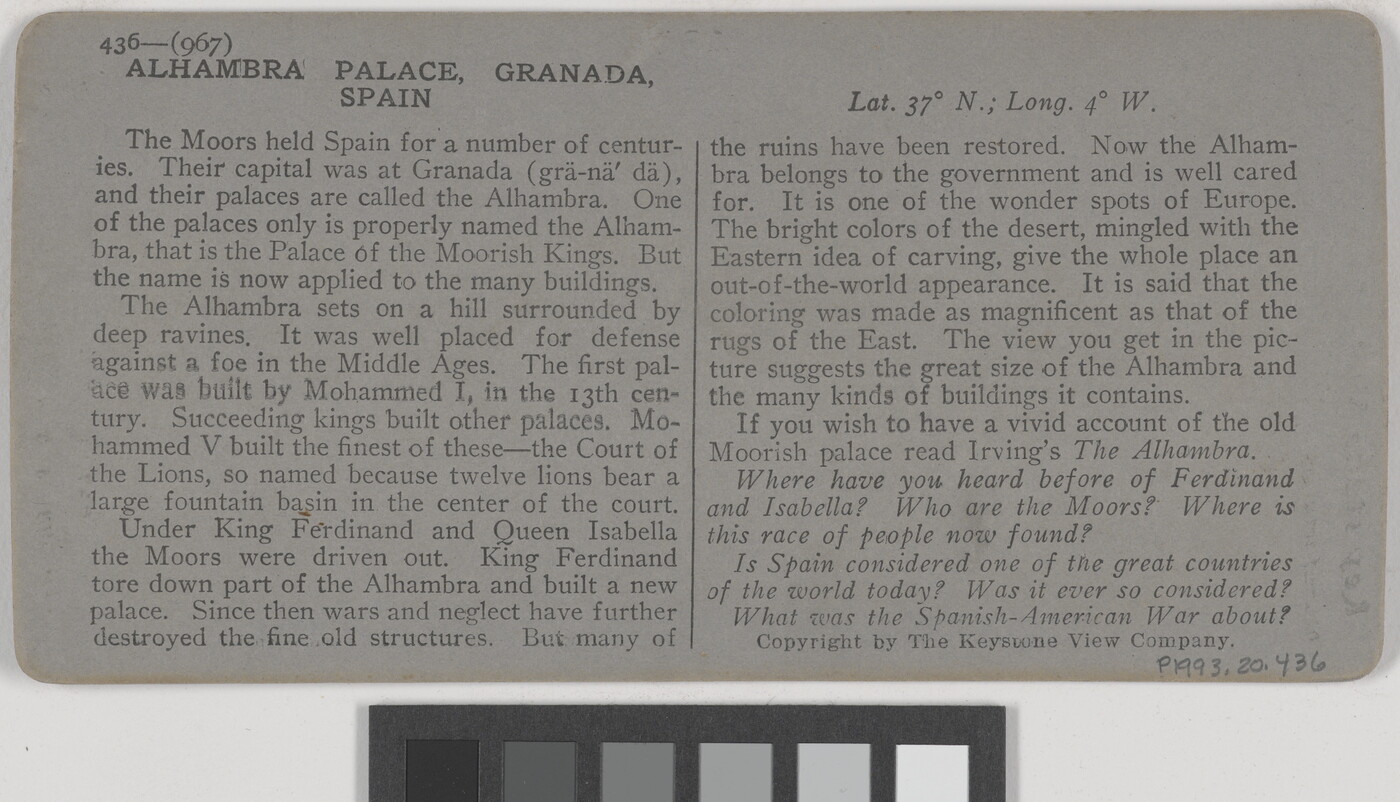 436—(967)
ALHAMBRA PALACE, GRANADA,
SPAIN
The Moors held Spain for a number of centur-
ies. Their capital was at Granada (grä-nä′ dä),
and their palaces are called the Alhambra. One
of the palaces only is properly named the Alham-
bra, that is the Palace of the Moorish Kings. But
the name is now applied to the many buildings.
The Alhambra sets on a hill surrounded by
deep ravines. It was well placed for defense
against a foe in the Middle Ages. The first pal-
ace was built by Mohammed I, in the 13th cen-
tury. Succeeding kings built other palaces. Mo-
hammed V built the finest of these—the Court of
the Lions, so named because twelve lions bear a
large fountain basin in the center of the court.
Under King Ferdinand and Queen Isabella
the Moors were driven out. King Ferdinand
tore down part of the Alhambra and built a new
palace. Since then wars and neglect have further
destroyed the fine old structures. But many of
Lat. 37° N.; Long. 4° W.
the ruins have been restored. Now the Alham-
bra belongs to the government and is well cared
for. It is one of the wonder spots of Europe.
The bright colors of the desert, mingled with the
Eastern idea of carving, give the whole place an
out-of-the-world appearance. It is said that the
coloring was made as magnificent as that of the
rugs of the East. The view you get in the pic-
ture suggests the great size of the Alhambra and
the many kinds of buildings it contains.
If you wish to have a vivid account of the old
Moorish palace read Irving's The Alhambra.
Where have you heard before of Ferdinand
and Isabella? Who are the Moors? Where is
this race of people now found?
Is Spain considered one of the great countries
of the world today? Was it ever so considered?
What was the Spanish-American War about?
Copyright by The Keystone View Company.
P1993.20.436